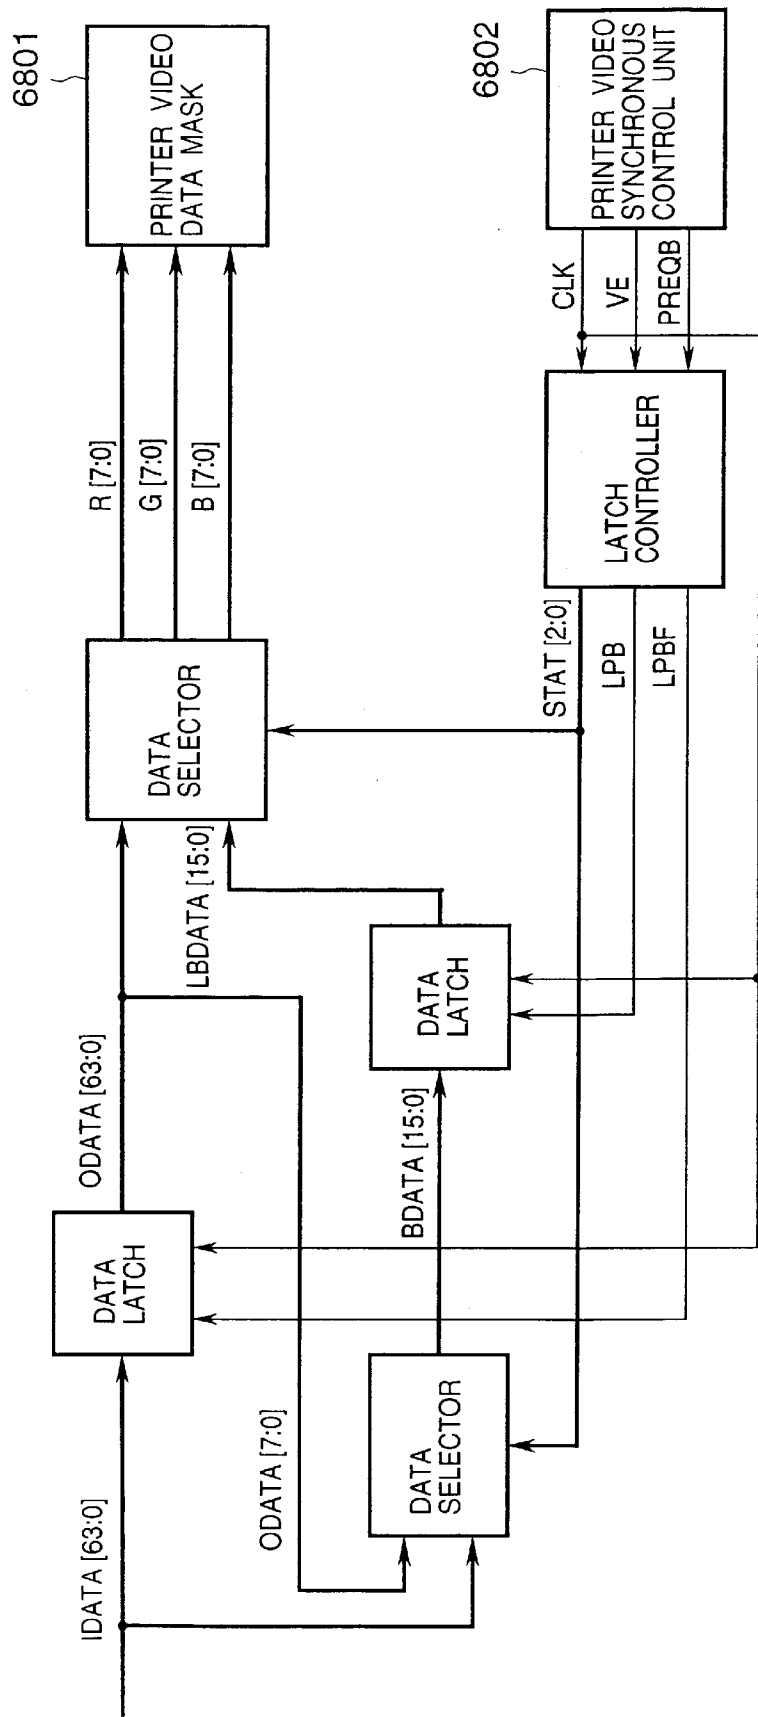 IDATA [63:0]
DATA
LATCH
ODATA [63:0]
DATA
SELECTOR
R [7:0]
G [7:0]
B [7:0]
6801
PRINTER VIDEO
DATA MASK
ODATA [7:0]
DATA
SELECTOR
BDATA [15:0]
DATA
LATCH
LBDATA [15:0]
STAT [2:0]
LPB
LPBF
LATCH
CONTROLLER
CLK
VE
PREQB
6802
PRINTER VIDEO
SYNCHRONOUS
CONTROL UNIT